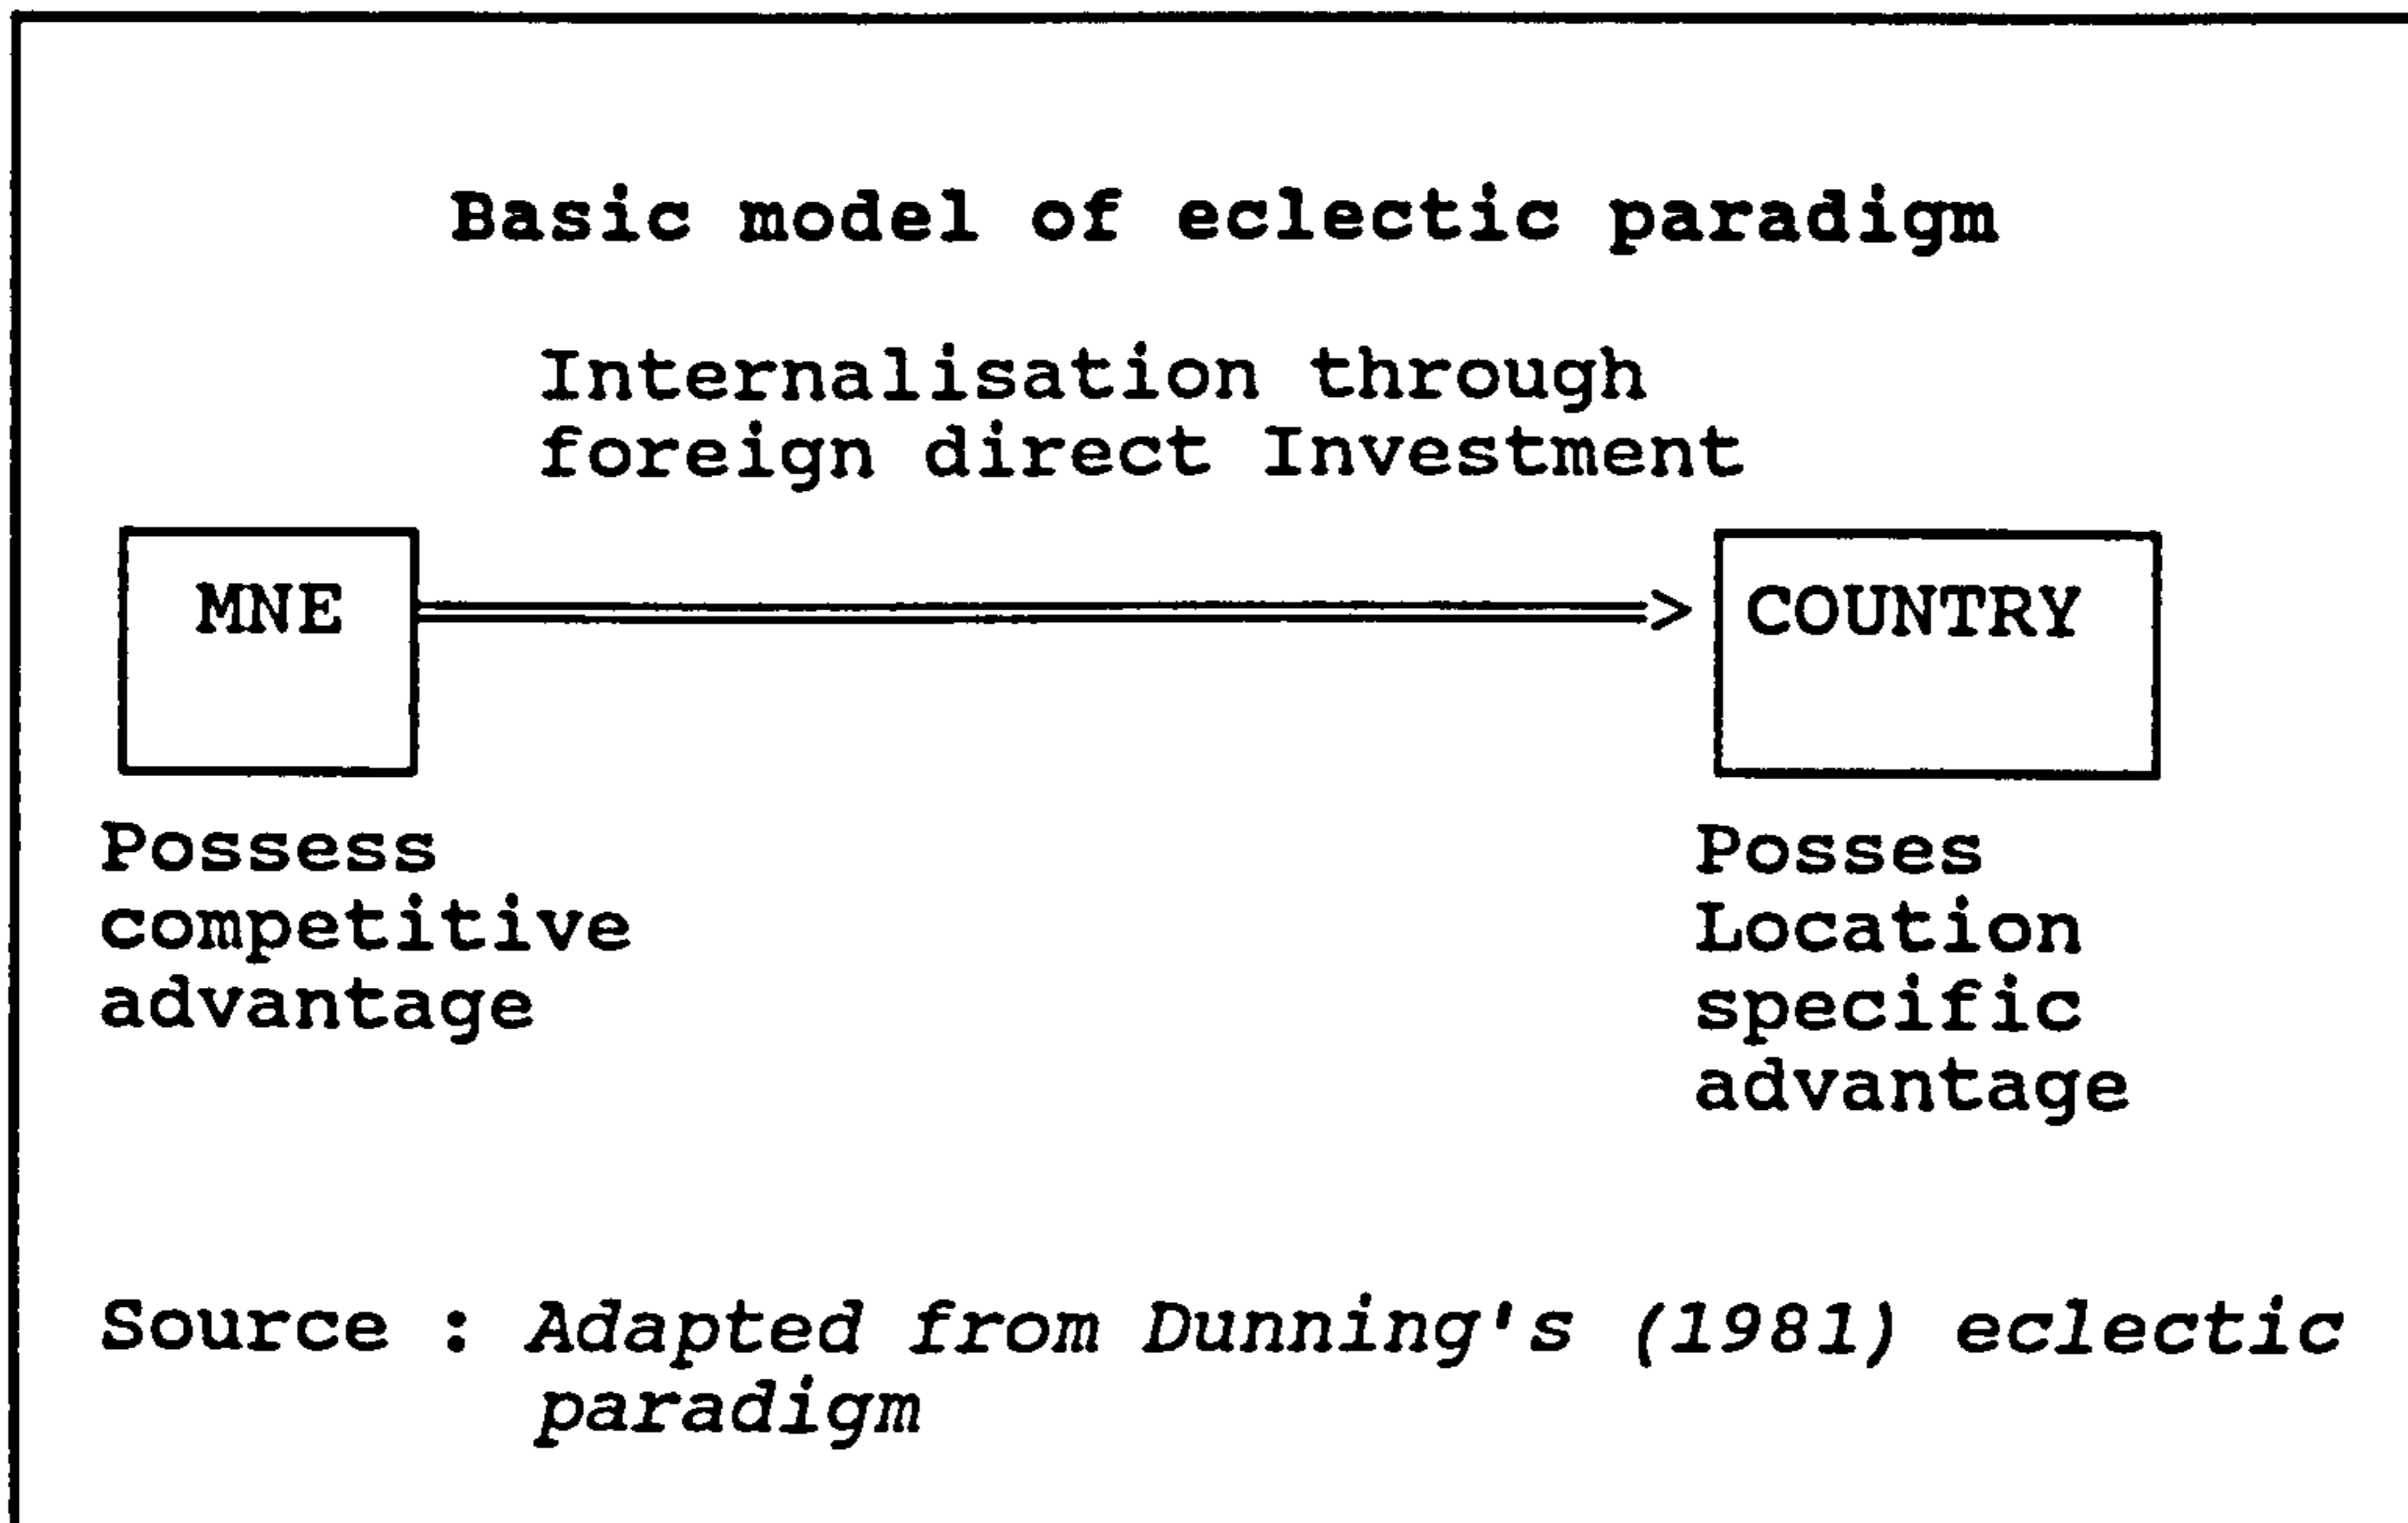 Basic model of eclectic paradigm
Internalisation through
foreign direct Investment
MNE
COUNTRY
Possess
competitive
advantage
Posses
Location
specific
advantage
Source : Adapted from Dunning's (1981) eclectic
paradigm